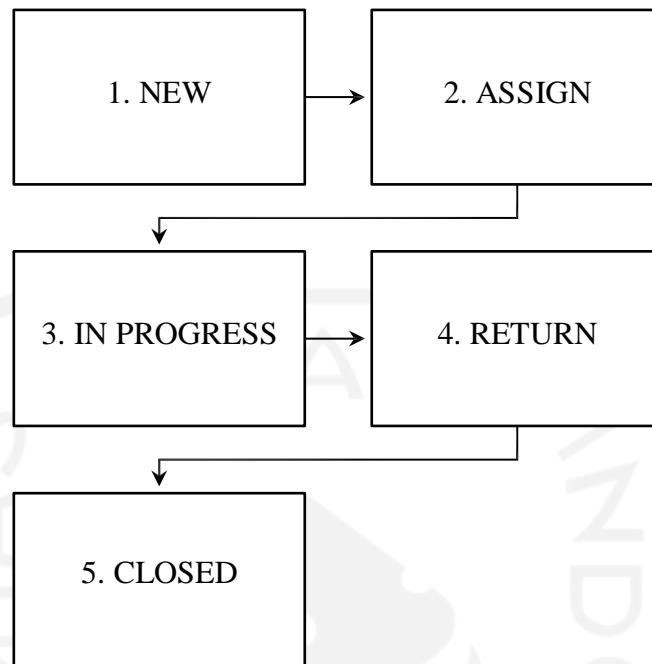 1. NEW
2. ASSIGN
3. IN PROGRESS
4. RETURN
5. CLOSED